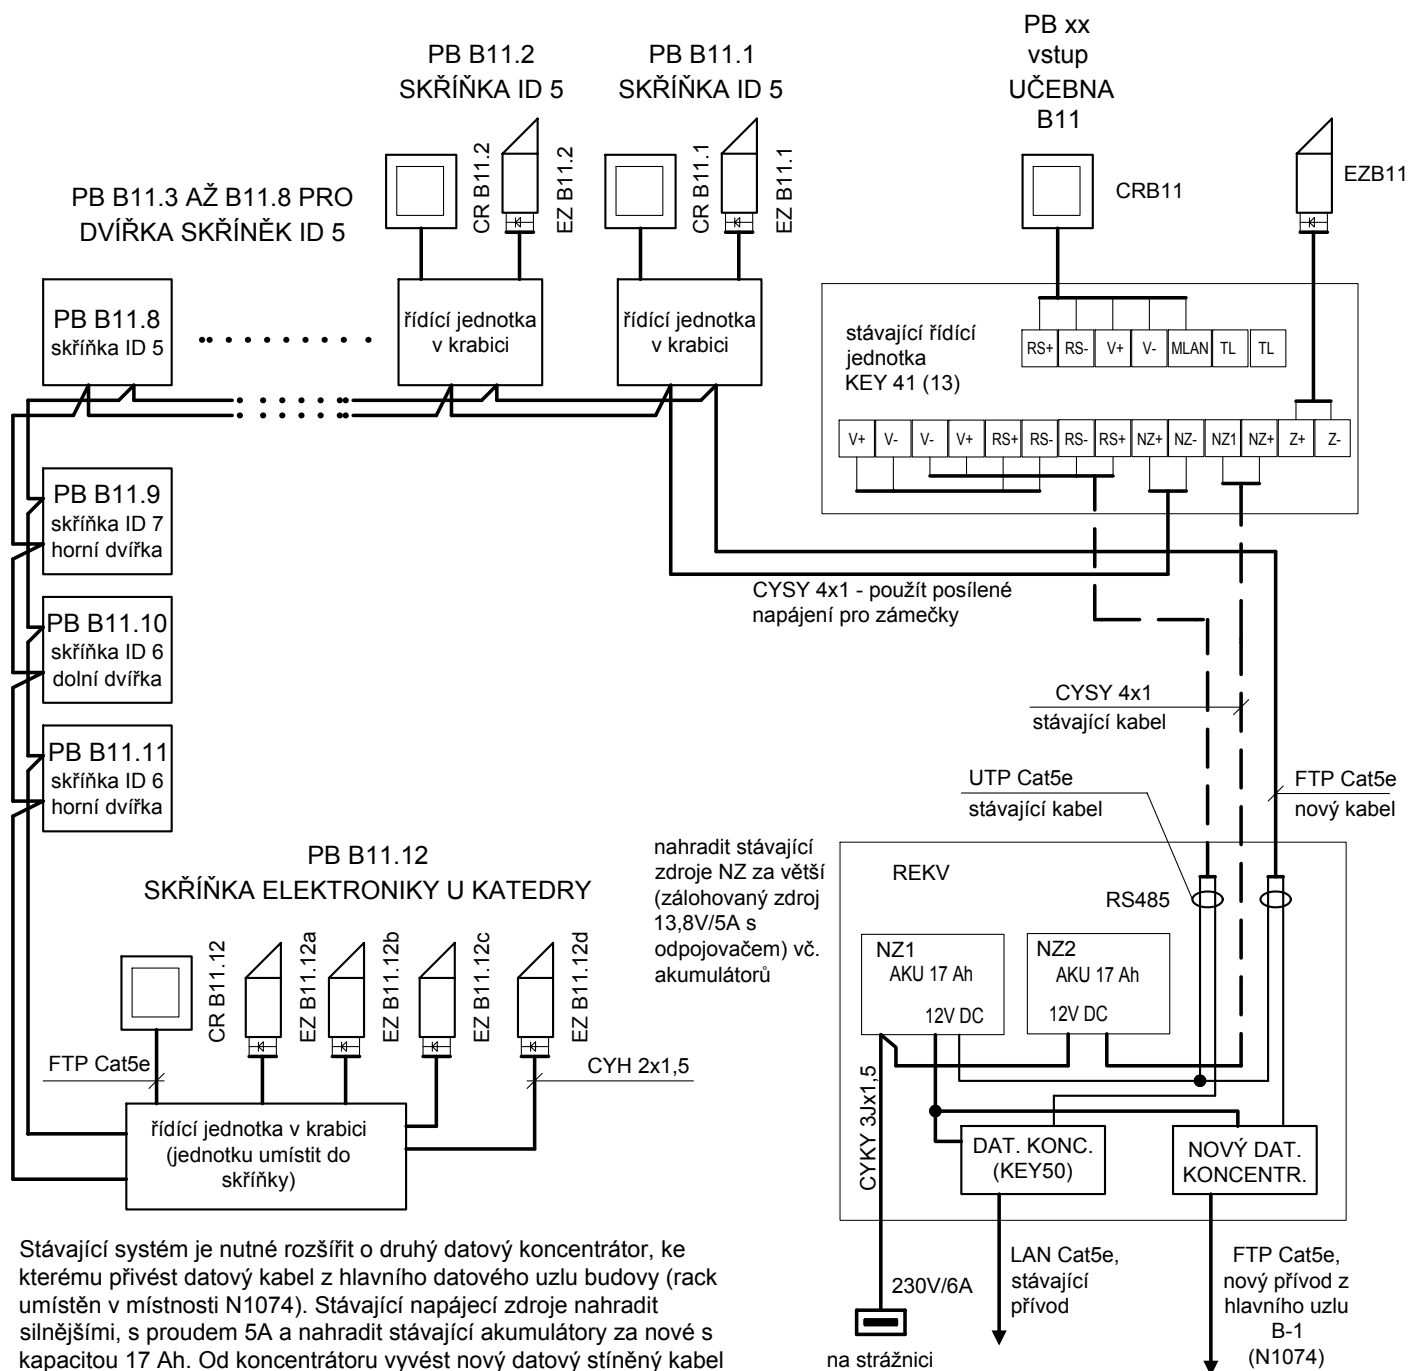 PB xx
vstup
UČEBNA
B11
PB B11.2
SKŘÍŇKA ID 5
PB B11.1
SKŘÍŇKA ID 5
CR B11.2
EZ B11.2
CR B11.1
EZ B11.1
CRB11
EZB11
PB B11.3 AŽ B11.8 PRO
DVÍŘKA SKŘÍNĚK ID 5
PB B11.8
skříňka ID 5
řídící jednotka
v krabici
řídící jednotka
v krabici
stávající řídící
jednotka
KEY 41 (13)
RS+ RS- V+ V- MLAN TL TL
V+ V- V- V+ RS+ RS- RS- RS+ NZ+ NZ- NZ1 NZ+ Z+ Z-
PB B11.9
skříňka ID 7
horní dvířka
CYSY 4x1 - použít posílené
napájení pro zámečky
PB B11.10
skříňka ID 6
dolní dvířka
CYSY 4x1
stávající kabel
PB B11.11
skříňka ID 6
horní dvířka
UTP Cat5e
stávající kabel
FTP Cat5e
nový kabel
PB B11.12
SKŘÍŇKA ELEKTRONIKY U KATEDRY
nahradit stávající
zdroje NZ za větší
(zálohovaný zdroj
13,8V/5A s
odpojovačem) vč.
akumulátorů
REKV
RS485
NZ1
AKU 17 Ah
12V DC
NZ2
AKU 17 Ah
12V DC
CR B11.12
EZ B11.12a
EZ B11.12b
EZ B11.12c
EZ B11.12d
FTP Cat5e
CYH 2x1,5
řídící jednotka v krabici
(jednotku umístit do
skříňky)
CYKY 3Jx1,5
DAT. KONC.
(KEY50)
NOVÝ DAT.
KONCENTR.
230V/6A
na strážnici
LAN Cat5e,
stávající
přívod
FTP Cat5e,
nový přívod z
hlavního uzlu
B-1
(N1074)
Stávající systém je nutné rozšířit o druhý datový koncentrátor, ke
kterému přivést datový kabel z hlavního datového uzlu budovy (rack
umístěn v místnosti N1074). Stávající napájecí zdroje nahradit
silnějšími, s proudem 5A a nahradit stávající akumulátory za nové s
kapacitou 17 Ah. Od koncentrátoru vyvést nový datový stíněný kabel